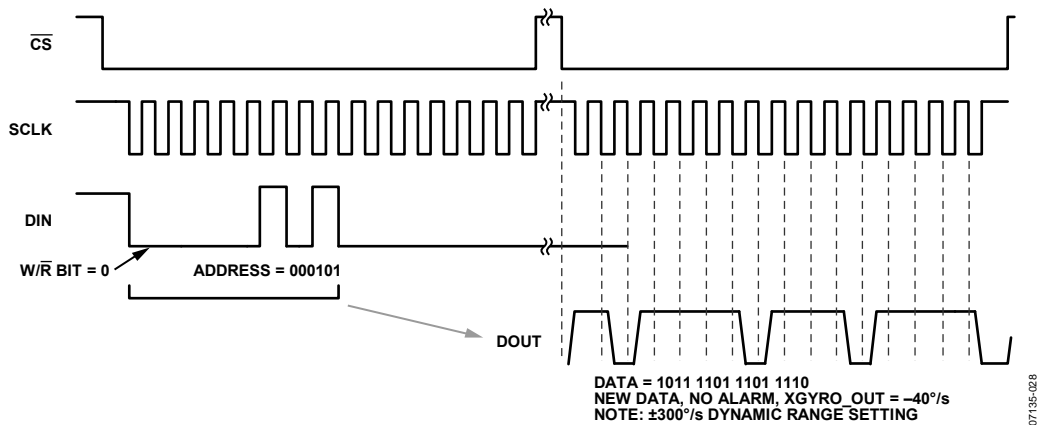 CS
SCLK
DIN
W/R BIT = 0
ADDRESS = 000101
DOUT
DATA = 1011 1101 1101 1110
NEW DATA, NO ALARM, XGYRO_OUT = –40°/s
NOTE: ±300°/s DYNAMIC RANGE SETTING
07135-028